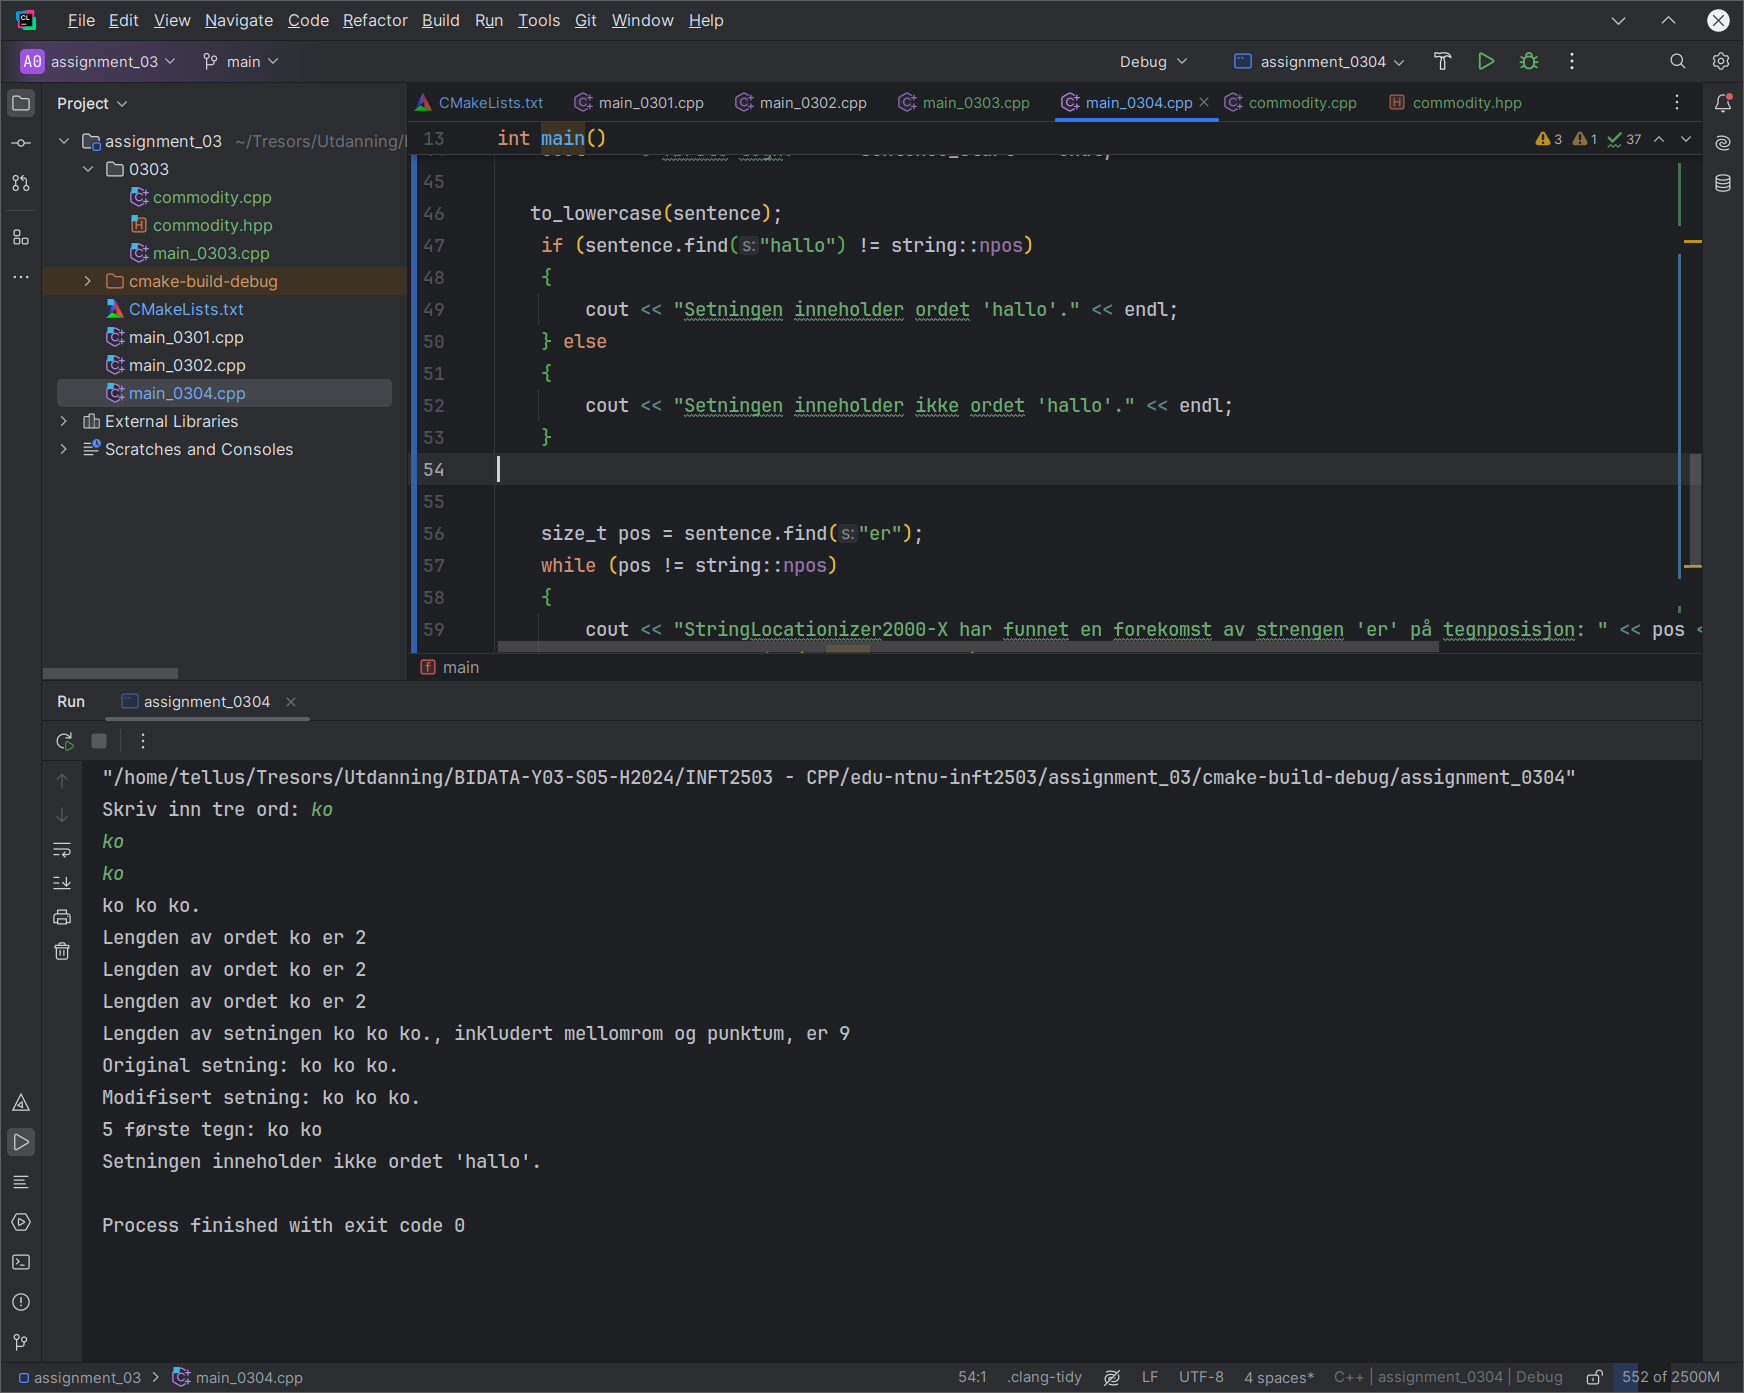 File Edit View Navigate Code Refactor Build Run Tools Git Window Help
A0 assignment_03 main Debug assignment_0304
Project
CMakeLists.txt main_0301.cpp main_0302.cpp main_0303.cpp main_0304.cpp commodity.cpp commodity.hpp
assignment_03 ~/Tresors/Utdanning/
0303
commodity.cpp
commodity.hpp
main_0303.cpp
cmake-build-debug
CMakeLists.txt
main_0301.cpp
main_0302.cpp
main_0304.cpp
External Libraries
Scratches and Consoles
13 int main() 3 1 37
45
46 to_lowercase(sentence);
47 if (sentence.find(s: "hallo") != string::npos)
48 {
49 cout << "Setningen inneholder ordet 'hallo'." << endl;
50 } else
51 {
52 cout << "Setningen inneholder ikke ordet 'hallo'." << endl;
53 }
54
55
56 size_t pos = sentence.find(s: "er");
57 while (pos != string::npos)
58 {
59 cout << "StringLocationizer2000-X har funnet en forekomst av strengen 'er' på tegnposisjon: " << pos <
main
Run assignment_0304
"/home/tellus/Tresors/Utdanning/BIDATA-Y03-S05-H2024/INFT2503 - CPP/edu-ntnu-inft2503/assignment_03/cmake-build-debug/assignment_0304"
Skriv inn tre ord: ko
ko
ko
ko ko ko.
Lengden av ordet ko er 2
Lengden av ordet ko er 2
Lengden av ordet ko er 2
Lengden av setningen ko ko ko., inkludert mellomrom og punktum, er 9
Original setning: ko ko ko.
Modifisert setning: ko ko ko.
5 første tegn: ko ko
Setningen inneholder ikke ordet 'hallo'.
Process finished with exit code 0
assignment_03 > main_0304.cpp 54:1 .clang-tidy LF UTF-8 4 spaces* C++ | assignment_0304 | Debug 552 of 2500M